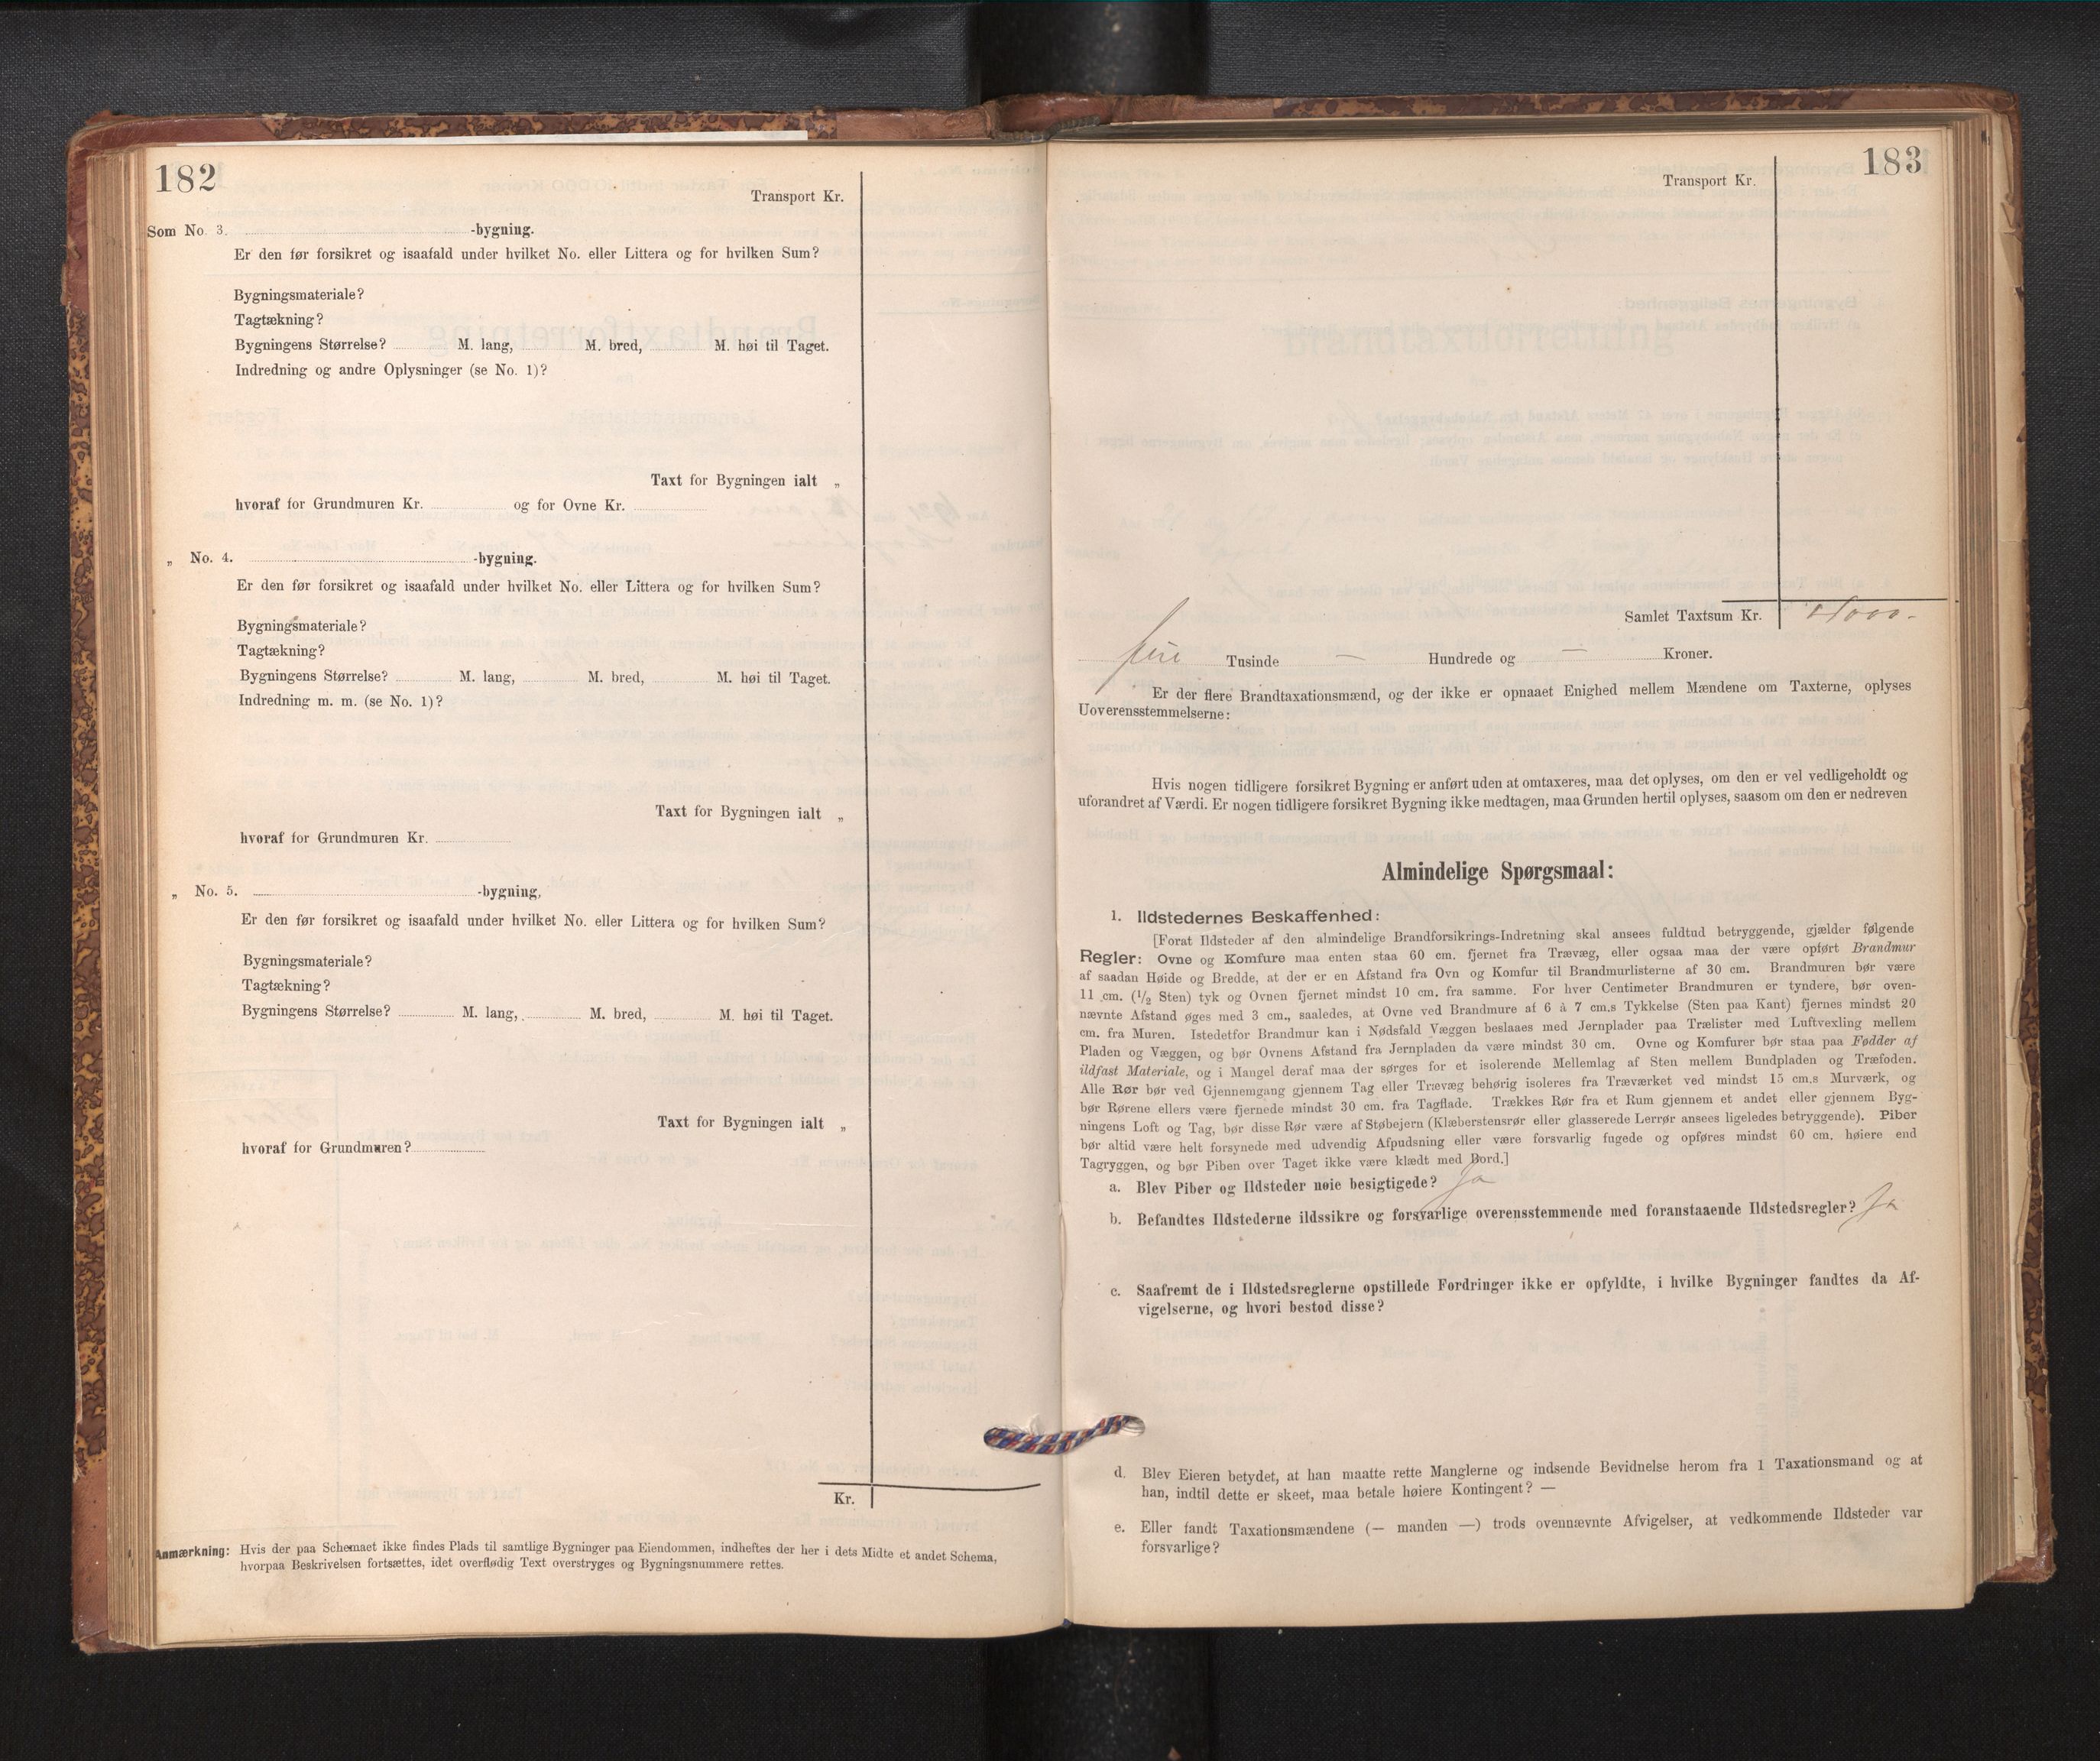 182
Transport Kr.
Som No. 3. -bygning.
Er den før forsikret og isaafald under hvilket No. eller Littera og for hvilken Sum?
Bygningsmateriale?
Tagtækning?
Bygningens Størrelse? M. lang, M. bred, M. høi til Taget.
Indredning og andre Oplysninger (se No. 1)?
Taxt for Bygningen ialt „
hvoraf for Grundmuren Kr. og for Ovne Kr.
„ No. 4. -bygning.
Er den før forsikret og isaafald under hvilket No. eller Littera og for hvilken Sum?
Bygningsmateriale?
Tagtækning?
Bygningens Størrelse? M. lang, M. bred, M. høi til Taget.
Indredning m. m. (se No. 1)?
Taxt for Bygningen ialt „
hvoraf for Grundmuren Kr.
„ No. 5. -bygning,
Er den før forsikret og isaafald under hvilket No. eller Littera og for hvilken Sum?
Bygningsmateriale?
Tagtækning?
Bygningens Størrelse? M. lang, M. bred, M. høi til Taget.
Taxt for Bygningen ialt „
hvoraf for Grundmuren?
Kr.
Anmærkning: Hvis der paa Schemaet ikke findes Plads til samtlige Bygninger paa Eiendommen, indheftes der her i dets Midte et andet Schema,
hvorpaa Beskrivelsen fortsættes, idet overflødig Text overstryges og Bygningsnummere rettes.
183
Transport Kr.
Samlet Taxtsum Kr.
Tusinde — Hundrede og — Kroner.
Er der flere Brandtaxationsmænd, og der ikke er opnaaet Enighed mellem Mændene om Taxterne, oplyses
Uoverensstemmelserne:
Hvis nogen tidligere forsikret Bygning er anført uden at omtaxeres, maa det oplyses, om den er vel vedligeholdt og
uforandret af Værdi. Er nogen tidligere forsikret Bygning ikke medtagen, maa Grunden hertil oplyses, saasom om den er nedreven
Almindelige Spørgsmaal:
1. Ildstedernes Beskaffenhed:
[Forat Ildsteder af den almindelige Brandforsikrings-Indretning skal ansees fuldtud betryggende, gjælder følgende
Regler: Ovne og Komfure maa enten staa 60 cm. fjernet fra Trævæg, eller ogsaa maa der være opført Brandmur
af saadan Høide og Bredde, at der er en Afstand fra Ovn og Komfur til Brandmurlisterne af 30 cm. Brandmuren bør være
11 cm. (1/2 Sten) tyk og Ovnen fjernet mindst 10 cm. fra samme. For hver Centimeter Brandmuren er tyndere, bør oven-
nævnte Afstand øges med 3 cm., saaledes, at Ovne ved Brandmure af 6 à 7 cm.s Tykkelse (Sten paa Kant) fjernes mindst 20
cm. fra Muren. Istedetfor Brandmur kan i Nødsfald Væggen beslaaes med Jernplader paa Trælister med Luftvexling mellem
Pladen og Væggen, og bør Ovnens Afstand fra Jernpladen da være mindst 30 cm. Ovne og Komfurer bør staa paa Fødder af
ildfast Materiale, og i Mangel deraf maa der sørges for et isolerende Mellemlag af Sten mellem Bundpladen og Træfoden.
Alle Rør bør ved Gjennemgang gjennem Tag eller Trævæg behørig isoleres fra Træværket ved mindst 15 cm.s Murværk, og
bør Rørene ellers være fjernede mindst 30 cm. fra Tagflade. Trækkes Rør fra et Rum gjennem et andet eller gjennem Byg-
ningens Loft og Tag, bør disse Rør være af Støbejern (Klæberstensrør eller glasserede Lerrør ansees ligeledes betryggende). Piber
bør altid være helt forsynede med udvendig Afpudsning eller være forsvarlig fugede og opføres mindst 60 cm. høiere end
Tagryggen, og bør Piben over Taget ikke være klædt med Bord.]
a. Blev Piber og Ildsteder nøie besigtigede? Ja
b. Befandtes Ildstederne ildssikre og forsvarlige overensstemmende med foranstaaende Ildstedsregler? Ja
c. Saafremt de i Ildstedsreglerne opstillede Fordringer ikke er opfyldte, i hvilke Bygninger fandtes da Af-
vigelserne, og hvori bestod disse?
d. Blev Eieren betydet, at han maatte rette Manglerne og indsende Bevidnelse herom fra 1 Taxationsmand og at
han, indtil dette er skeet, maa betale høiere Kontingent? —
e. Eller fandt Taxationsmændene (— manden —) trods ovennævnte Afvigelser, at vedkommende Ildsteder var
forsvarlige?